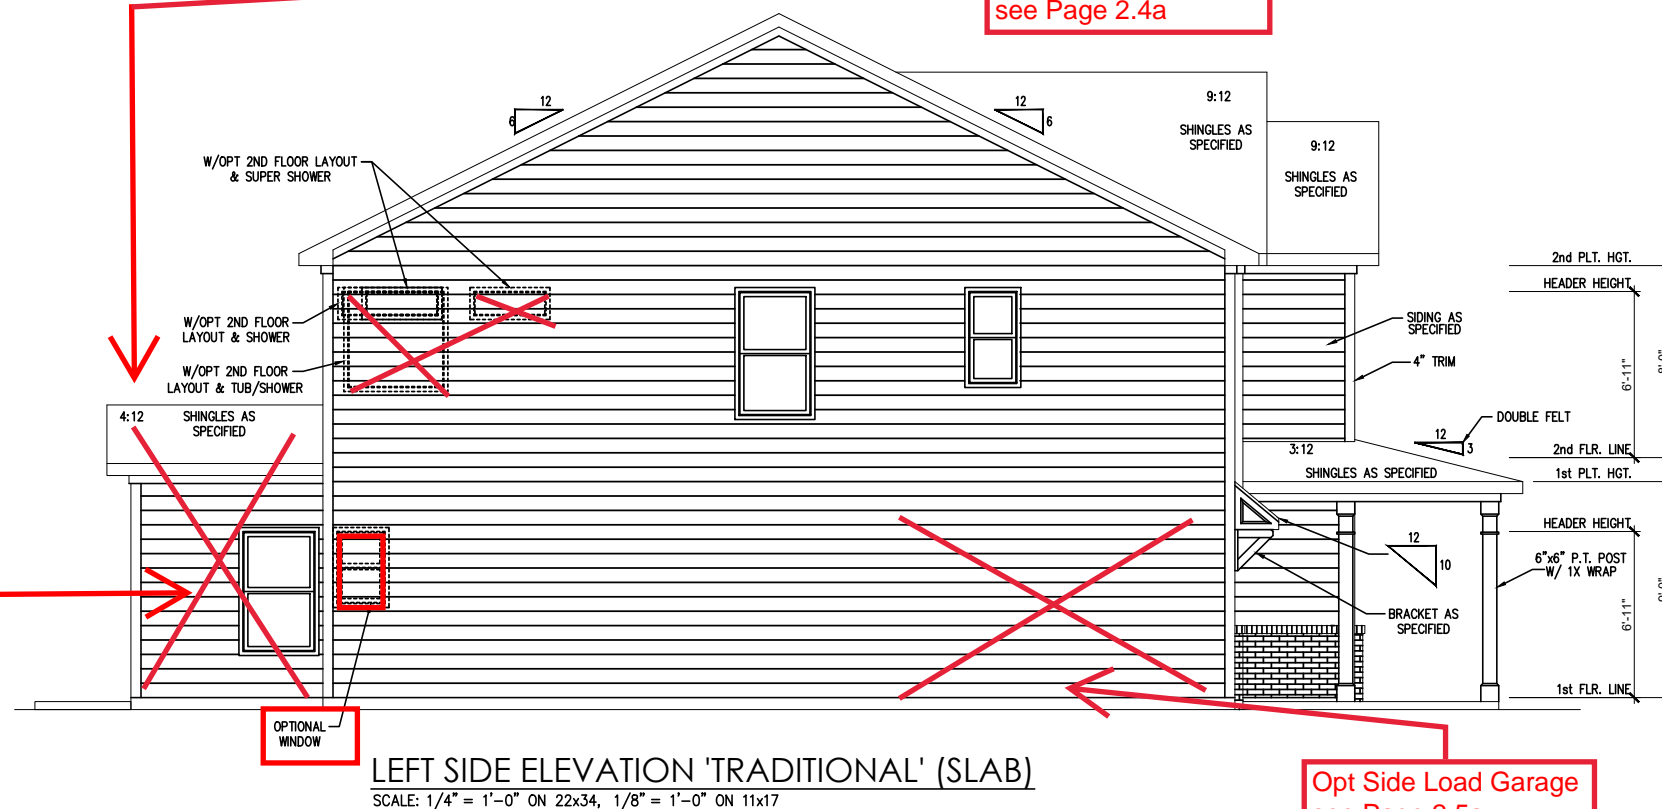 see Page 2.4a
12
6
12
6
9:12
SHINGLES AS
SPECIFIED
9:12
SHINGLES AS
SPECIFIED
W/OPT 2ND FLOOR LAYOUT
& SUPER SHOWER
2nd PLT. HGT.
HEADER HEIGHT
W/OPT 2ND FLOOR
LAYOUT & SHOWER
SIDING AS
SPECIFIED
4" TRIM
6'-11"
W/OPT 2ND FLOOR
LAYOUT & TUB/SHOWER
4:12
SHINGLES AS
SPECIFIED
DOUBLE FELT
12
3
3:12
SHINGLES AS SPECIFIED
2nd FLR. LINE
1st PLT. HGT.
HEADER HEIGHT
12
10
6"x6" P.T. POST
W/ 1X WRAP
6'-11"
BRACKET AS
SPECIFIED
1st FLR. LINE
OPTIONAL
WINDOW
LEFT SIDE ELEVATION 'TRADITIONAL' (SLAB)
SCALE: 1/4" = 1'-0" ON 22x34, 1/8" = 1'-0" ON 11x17
Opt Side Load Garage